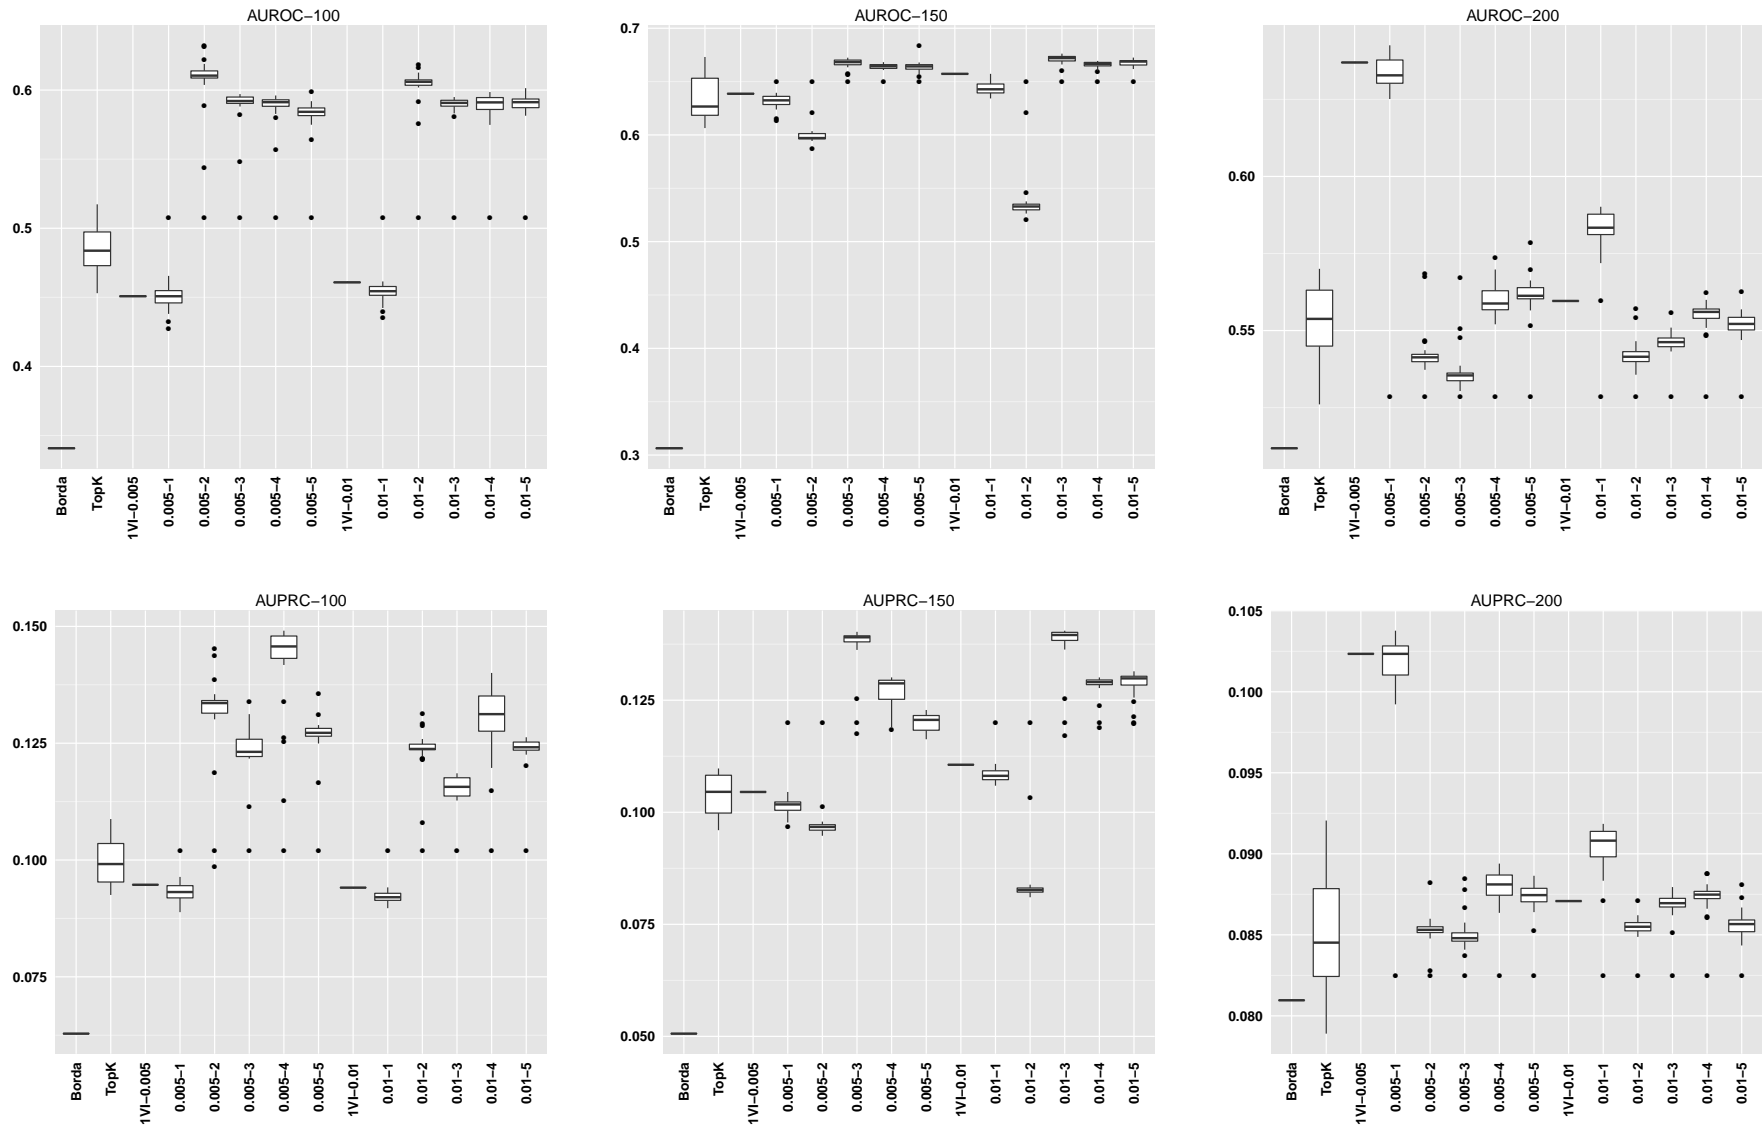 AUROC−100
0.6
0.5
0.4
Borda
TopK
1VI−0.005
0.005−1
0.005−2
0.005−3
0.005−4
0.005−5
1VI−0.01
0.01−1
0.01−2
0.01−3
0.01−4
0.01−5
AUROC−150
0.7
0.6
0.5
0.4
0.3
Borda
TopK
1VI−0.005
0.005−1
0.005−2
0.005−3
0.005−4
0.005−5
1VI−0.01
0.01−1
0.01−2
0.01−3
0.01−4
0.01−5
AUROC−200
0.60
0.55
Borda
TopK
1VI−0.005
0.005−1
0.005−2
0.005−3
0.005−4
0.005−5
1VI−0.01
0.01−1
0.01−2
0.01−3
0.01−4
0.01−5
AUPRC−100
0.150
0.125
0.100
0.075
Borda
TopK
1VI−0.005
0.005−1
0.005−2
0.005−3
0.005−4
0.005−5
1VI−0.01
0.01−1
0.01−2
0.01−3
0.01−4
0.01−5
AUPRC−150
0.125
0.100
0.075
0.050
Borda
TopK
1VI−0.005
0.005−1
0.005−2
0.005−3
0.005−4
0.005−5
1VI−0.01
0.01−1
0.01−2
0.01−3
0.01−4
0.01−5
AUPRC−200
0.105
0.100
0.095
0.090
0.085
0.080
Borda
TopK
1VI−0.005
0.005−1
0.005−2
0.005−3
0.005−4
0.005−5
1VI−0.01
0.01−1
0.01−2
0.01−3
0.01−4
0.01−5